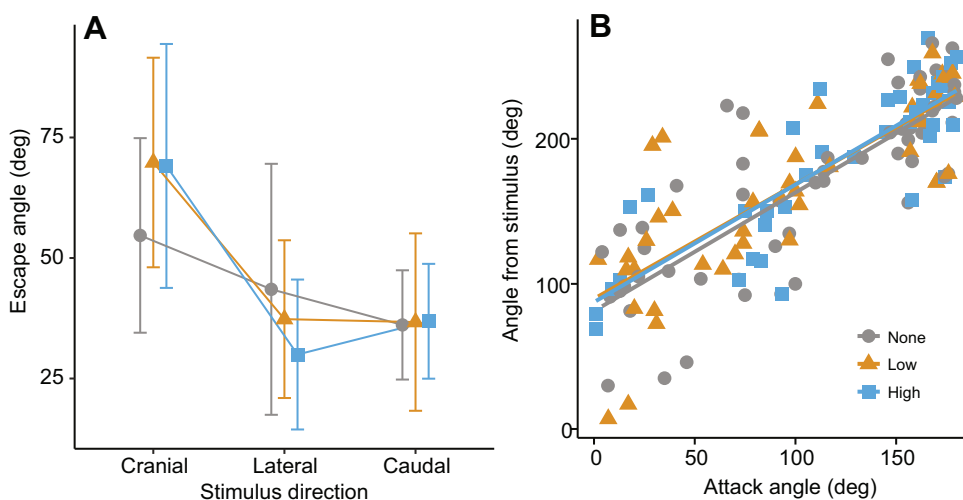 A
Escape angle (deg)
75
50
25
Cranial Lateral Caudal
Stimulus direction
B
Angle from stimulus (deg)
200
100
0
None
Low
High
0 50 100 150
Attack angle (deg)